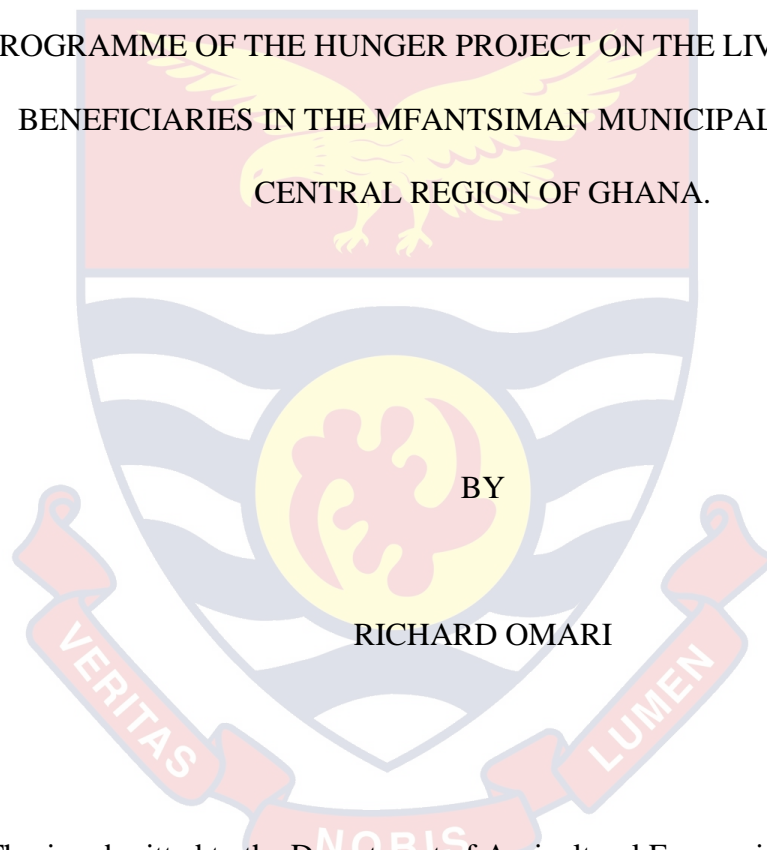 ROGRAMME OF THE HUNGER PROJECT ON THE LIV
BENEFICIARIES IN THE MFANTSIMAN MUNICIPAL
CENTRAL REGION OF GHANA.
BY
RICHARD OMARI
VERITAS
NOBIS
LUMEN